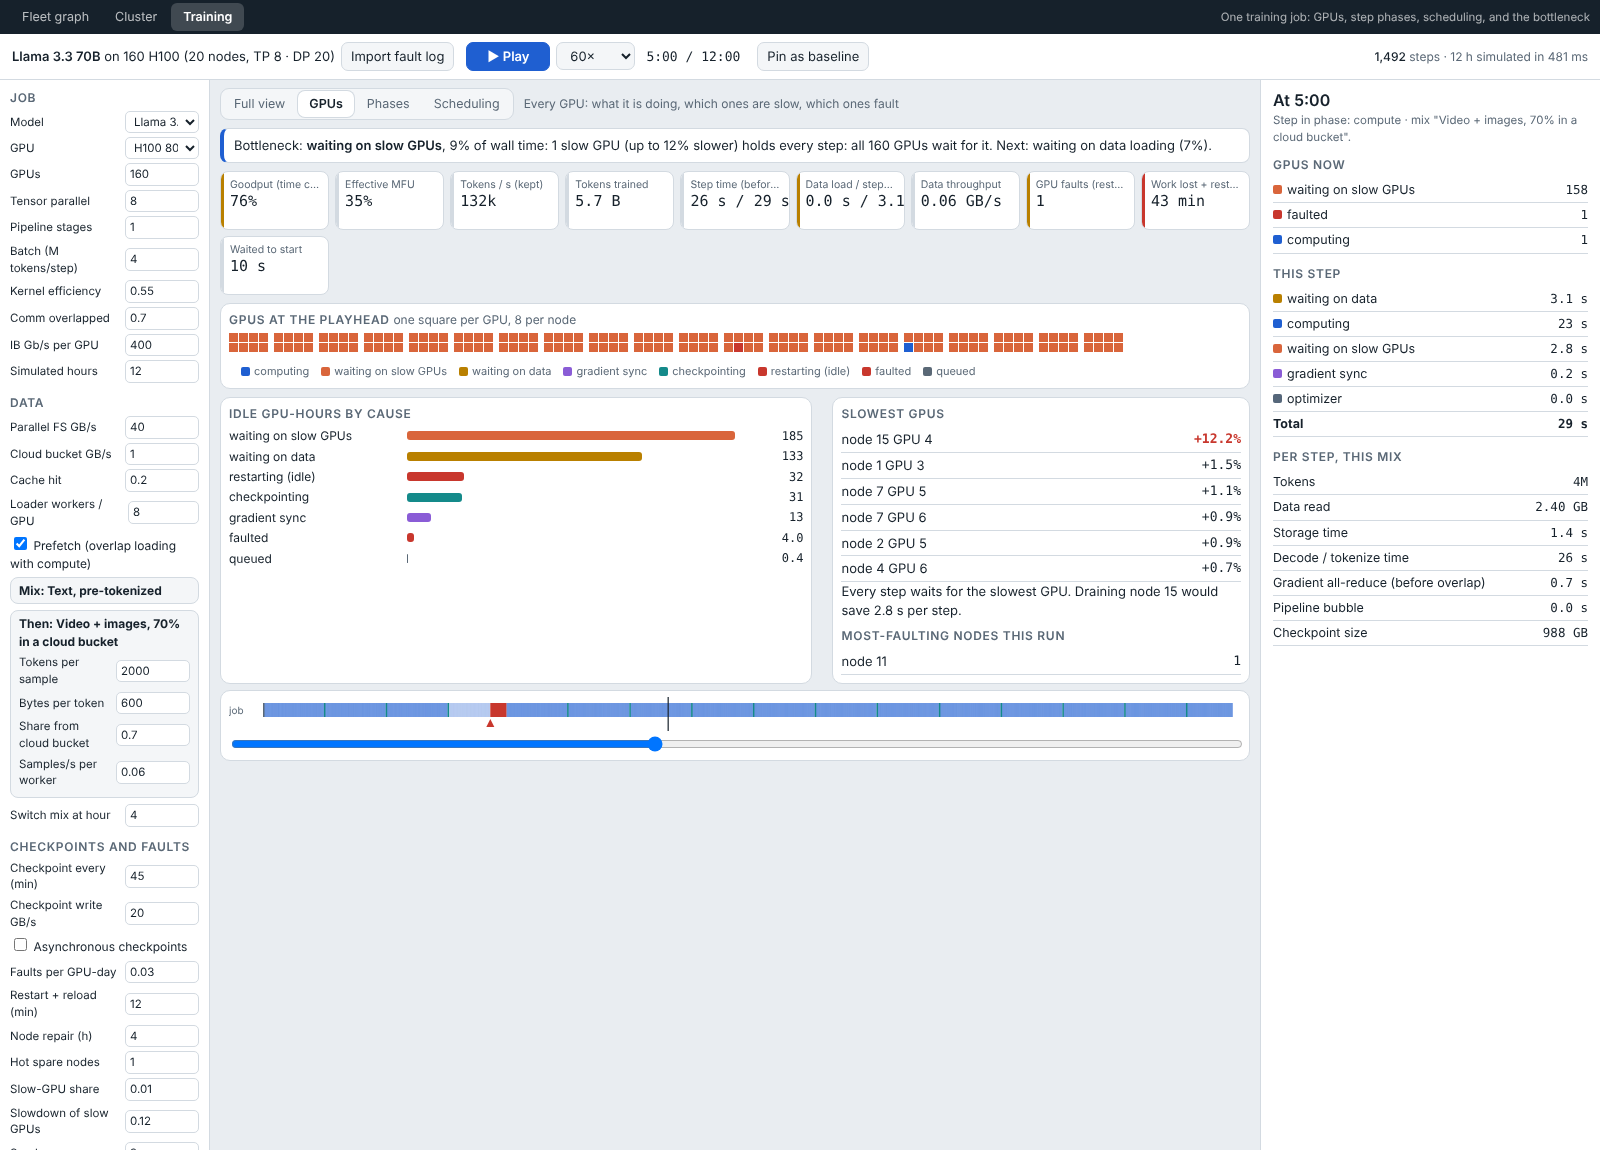 Fleet graph Cluster Training One training job: GPUs, step phases, scheduling, and the bottleneck
Llama 3.3 70B on 160 H100 (20 nodes, TP 8 · DP 20) Import fault log ▶ Play 60× 5:00 / 12:00 Pin as baseline 1,492 steps · 12 h simulated in 481 ms
JOB
Model Llama 3.
GPU H100 80
GPUs 160
Tensor parallel 8
Pipeline stages 1
Batch (M
tokens/step) 4
Kernel efficiency 0.55
Comm overlapped 0.7
IB Gb/s per GPU 400
Simulated hours 12
DATA
Parallel FS GB/s 40
Cloud bucket GB/s 1
Cache hit 0.2
Loader workers /
GPU 8
Prefetch (overlap loading
with compute)
Mix: Text, pre-tokenized
Then: Video + images, 70%
in a cloud bucket
Tokens per
sample 2000
Bytes per token 600
Share from
cloud bucket 0.7
Samples/s per
worker 0.06
Switch mix at hour 4
CHECKPOINTS AND FAULTS
Checkpoint every
(min) 45
Checkpoint write
GB/s 20
Asynchronous checkpoints
Faults per GPU-day 0.03
Restart + reload
(min) 12
Node repair (h) 4
Hot spare nodes 1
Slow-GPU share 0.01
Slowdown of slow
GPUs 0.12
Full view GPUs Phases Scheduling Every GPU: what it is doing, which ones are slow, which ones fault
Bottleneck: waiting on slow GPUs, 9% of wall time: 1 slow GPU (up to 12% slower) holds every step: all 160 GPUs wait for it. Next: waiting on data loading (7%).
Goodput (time c...
76%
Effective MFU
35%
Tokens / s (kept)
132k
Tokens trained
5.7 B
Step time (befor...
26 s / 29 s
Data load / step...
0.0 s / 3.1
Data throughput
0.06 GB/s
GPU faults (rest...
1
Work lost + rest...
43 min
Waited to start
10 s
GPUS AT THE PLAYHEAD one square per GPU, 8 per node
computing waiting on slow GPUs waiting on data gradient sync checkpointing restarting (idle) faulted queued
IDLE GPU-HOURS BY CAUSE
waiting on slow GPUs 185
waiting on data 133
restarting (idle) 32
checkpointing 31
gradient sync 13
faulted 4.0
queued 0.4
SLOWEST GPUS
node 15 GPU 4 +12.2%
node 1 GPU 3 +1.5%
node 7 GPU 5 +1.1%
node 7 GPU 6 +0.9%
node 2 GPU 5 +0.9%
node 4 GPU 6 +0.7%
Every step waits for the slowest GPU. Draining node 15 would
save 2.8 s per step.
MOST-FAULTING NODES THIS RUN
node 11 1
job
At 5:00
Step in phase: compute · mix "Video + images, 70% in a
cloud bucket".
GPUS NOW
waiting on slow GPUs 158
faulted 1
computing 1
THIS STEP
waiting on data 3.1 s
computing 23 s
waiting on slow GPUs 2.8 s
gradient sync 0.2 s
optimizer 0.0 s
Total 29 s
PER STEP, THIS MIX
Tokens 4M
Data read 2.40 GB
Storage time 1.4 s
Decode / tokenize time 26 s
Gradient all-reduce (before overlap) 0.7 s
Pipeline bubble 0.0 s
Checkpoint size 988 GB